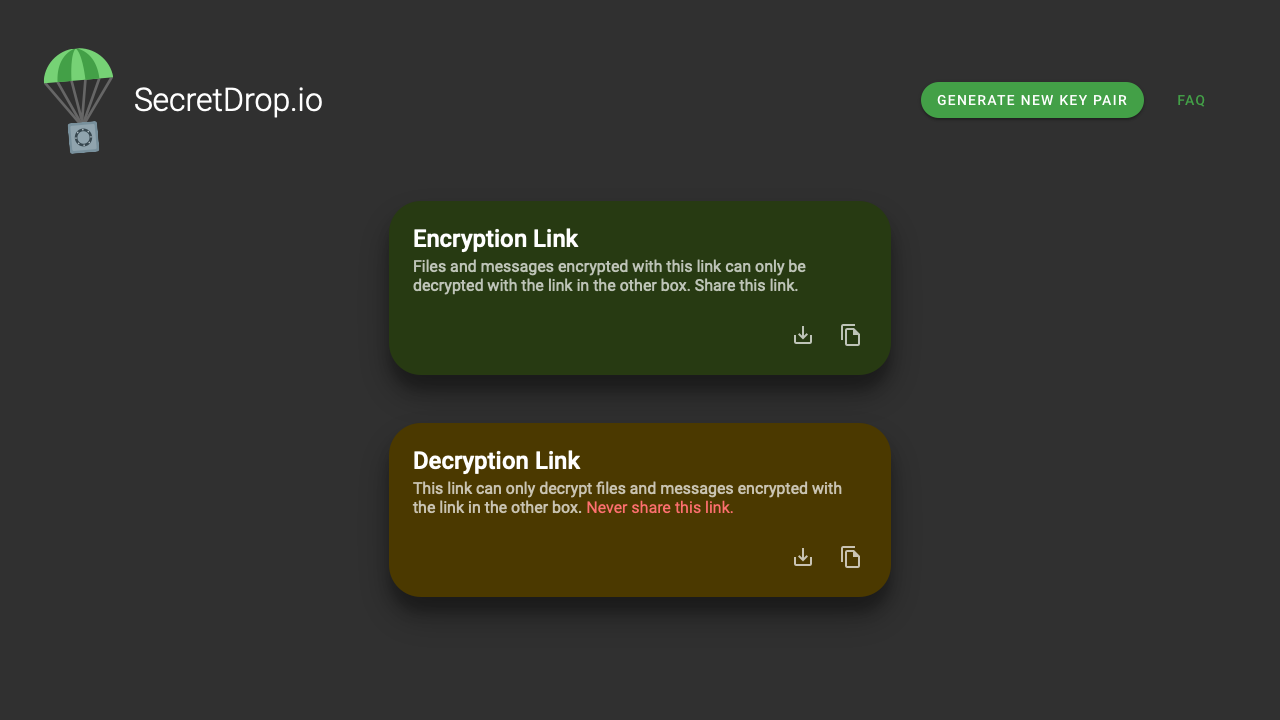 SecretDrop.io
GENERATE NEW KEY PAIR
FAQ
Encryption Link
Files and messages encrypted with this link can only be
decrypted with the link in the other box. Share this link.
Decryption Link
This link can only decrypt files and messages encrypted with
the link in the other box. Never share this link.